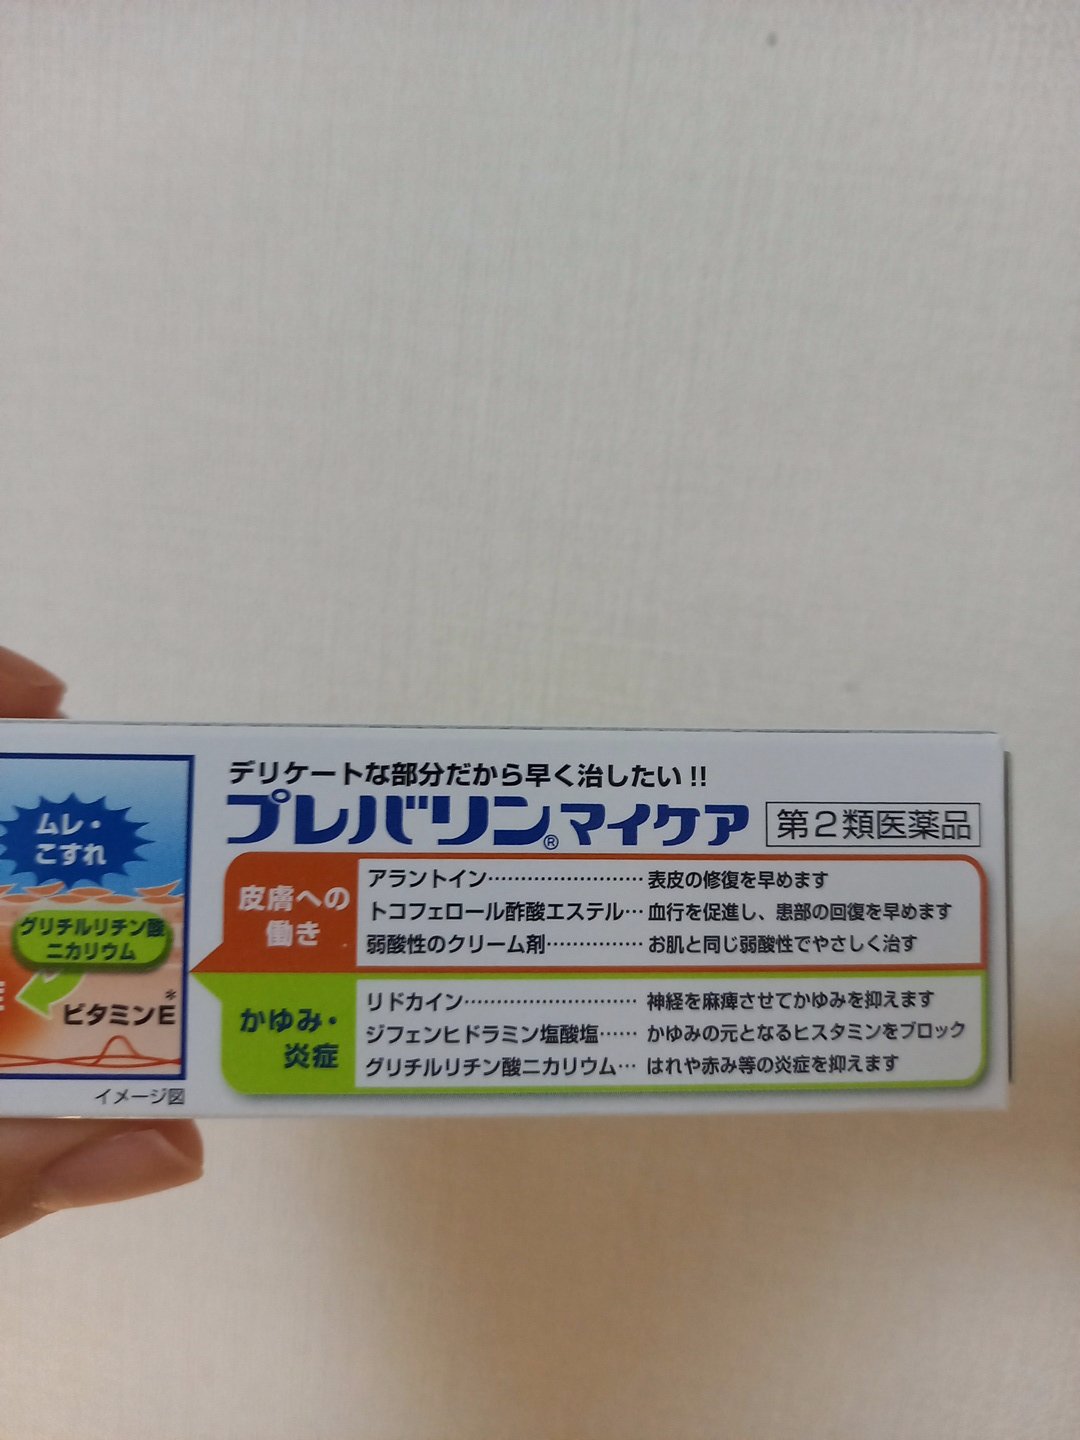 デリケートな部分だから早く治したい!!
プレバリン®マイケア 第2類医薬品
ムレ・
こすれ
グリチルリチン酸
ニカリウム
ビタミンE*
イメージ図
皮膚への
働き
アラントイン……………………表皮の修復を早めます
トコフェロール酢酸エステル…血行を促進し、患部の回復を早めます
弱酸性のクリーム剤……………お肌と同じ弱酸性でやさしく治す
かゆみ・
炎症
リドカイン………………………神経を麻痺させてかゆみを抑えます
ジフェンヒドラミン塩酸塩……かゆみの元となるヒスタミンをブロック
グリチルリチン酸ニカリウム…はれや赤み等の炎症を抑えます